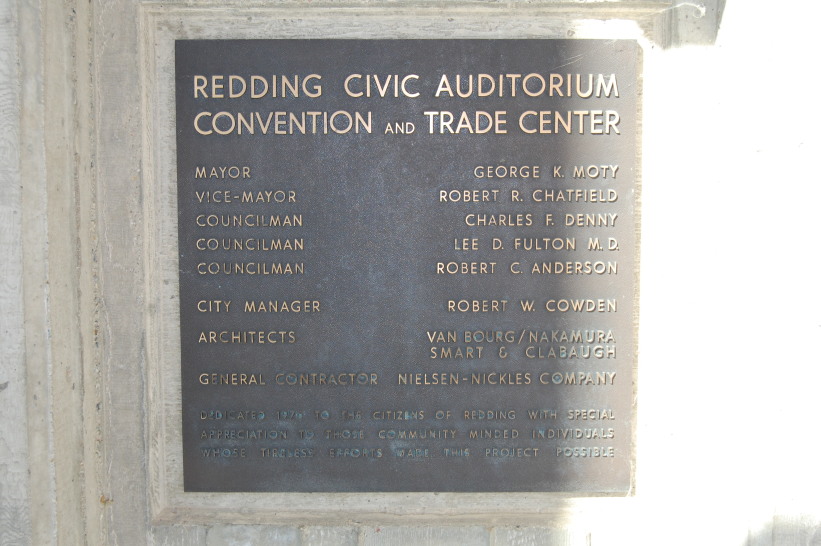 REDDING CIVIC AUDITORIUM
CONVENTION AND TRADE CENTER
MAYOR GEORGE K. MOTY
VICE-MAYOR ROBERT R. CHATFIELD
COUNCILMAN CHARLES F. DENNY
COUNCILMAN LEE D. FULTON M.D.
COUNCILMAN ROBERT C. ANDERSON
CITY MANAGER ROBERT W. COWDEN
ARCHITECTS VAN BOURG/NAKAMURA
SMART & CLABAUGH
GENERAL CONTRACTOR NIELSEN-NICKLES COMPANY
DEDICATED TO THE CITIZENS OF REDDING WITH SPECIAL
APPRECIATION TO THOSE COMMUNITY MINDED INDIVIDUALS
WHOSE TIRELESS EFFORTS MADE THIS PROJECT POSSIBLE